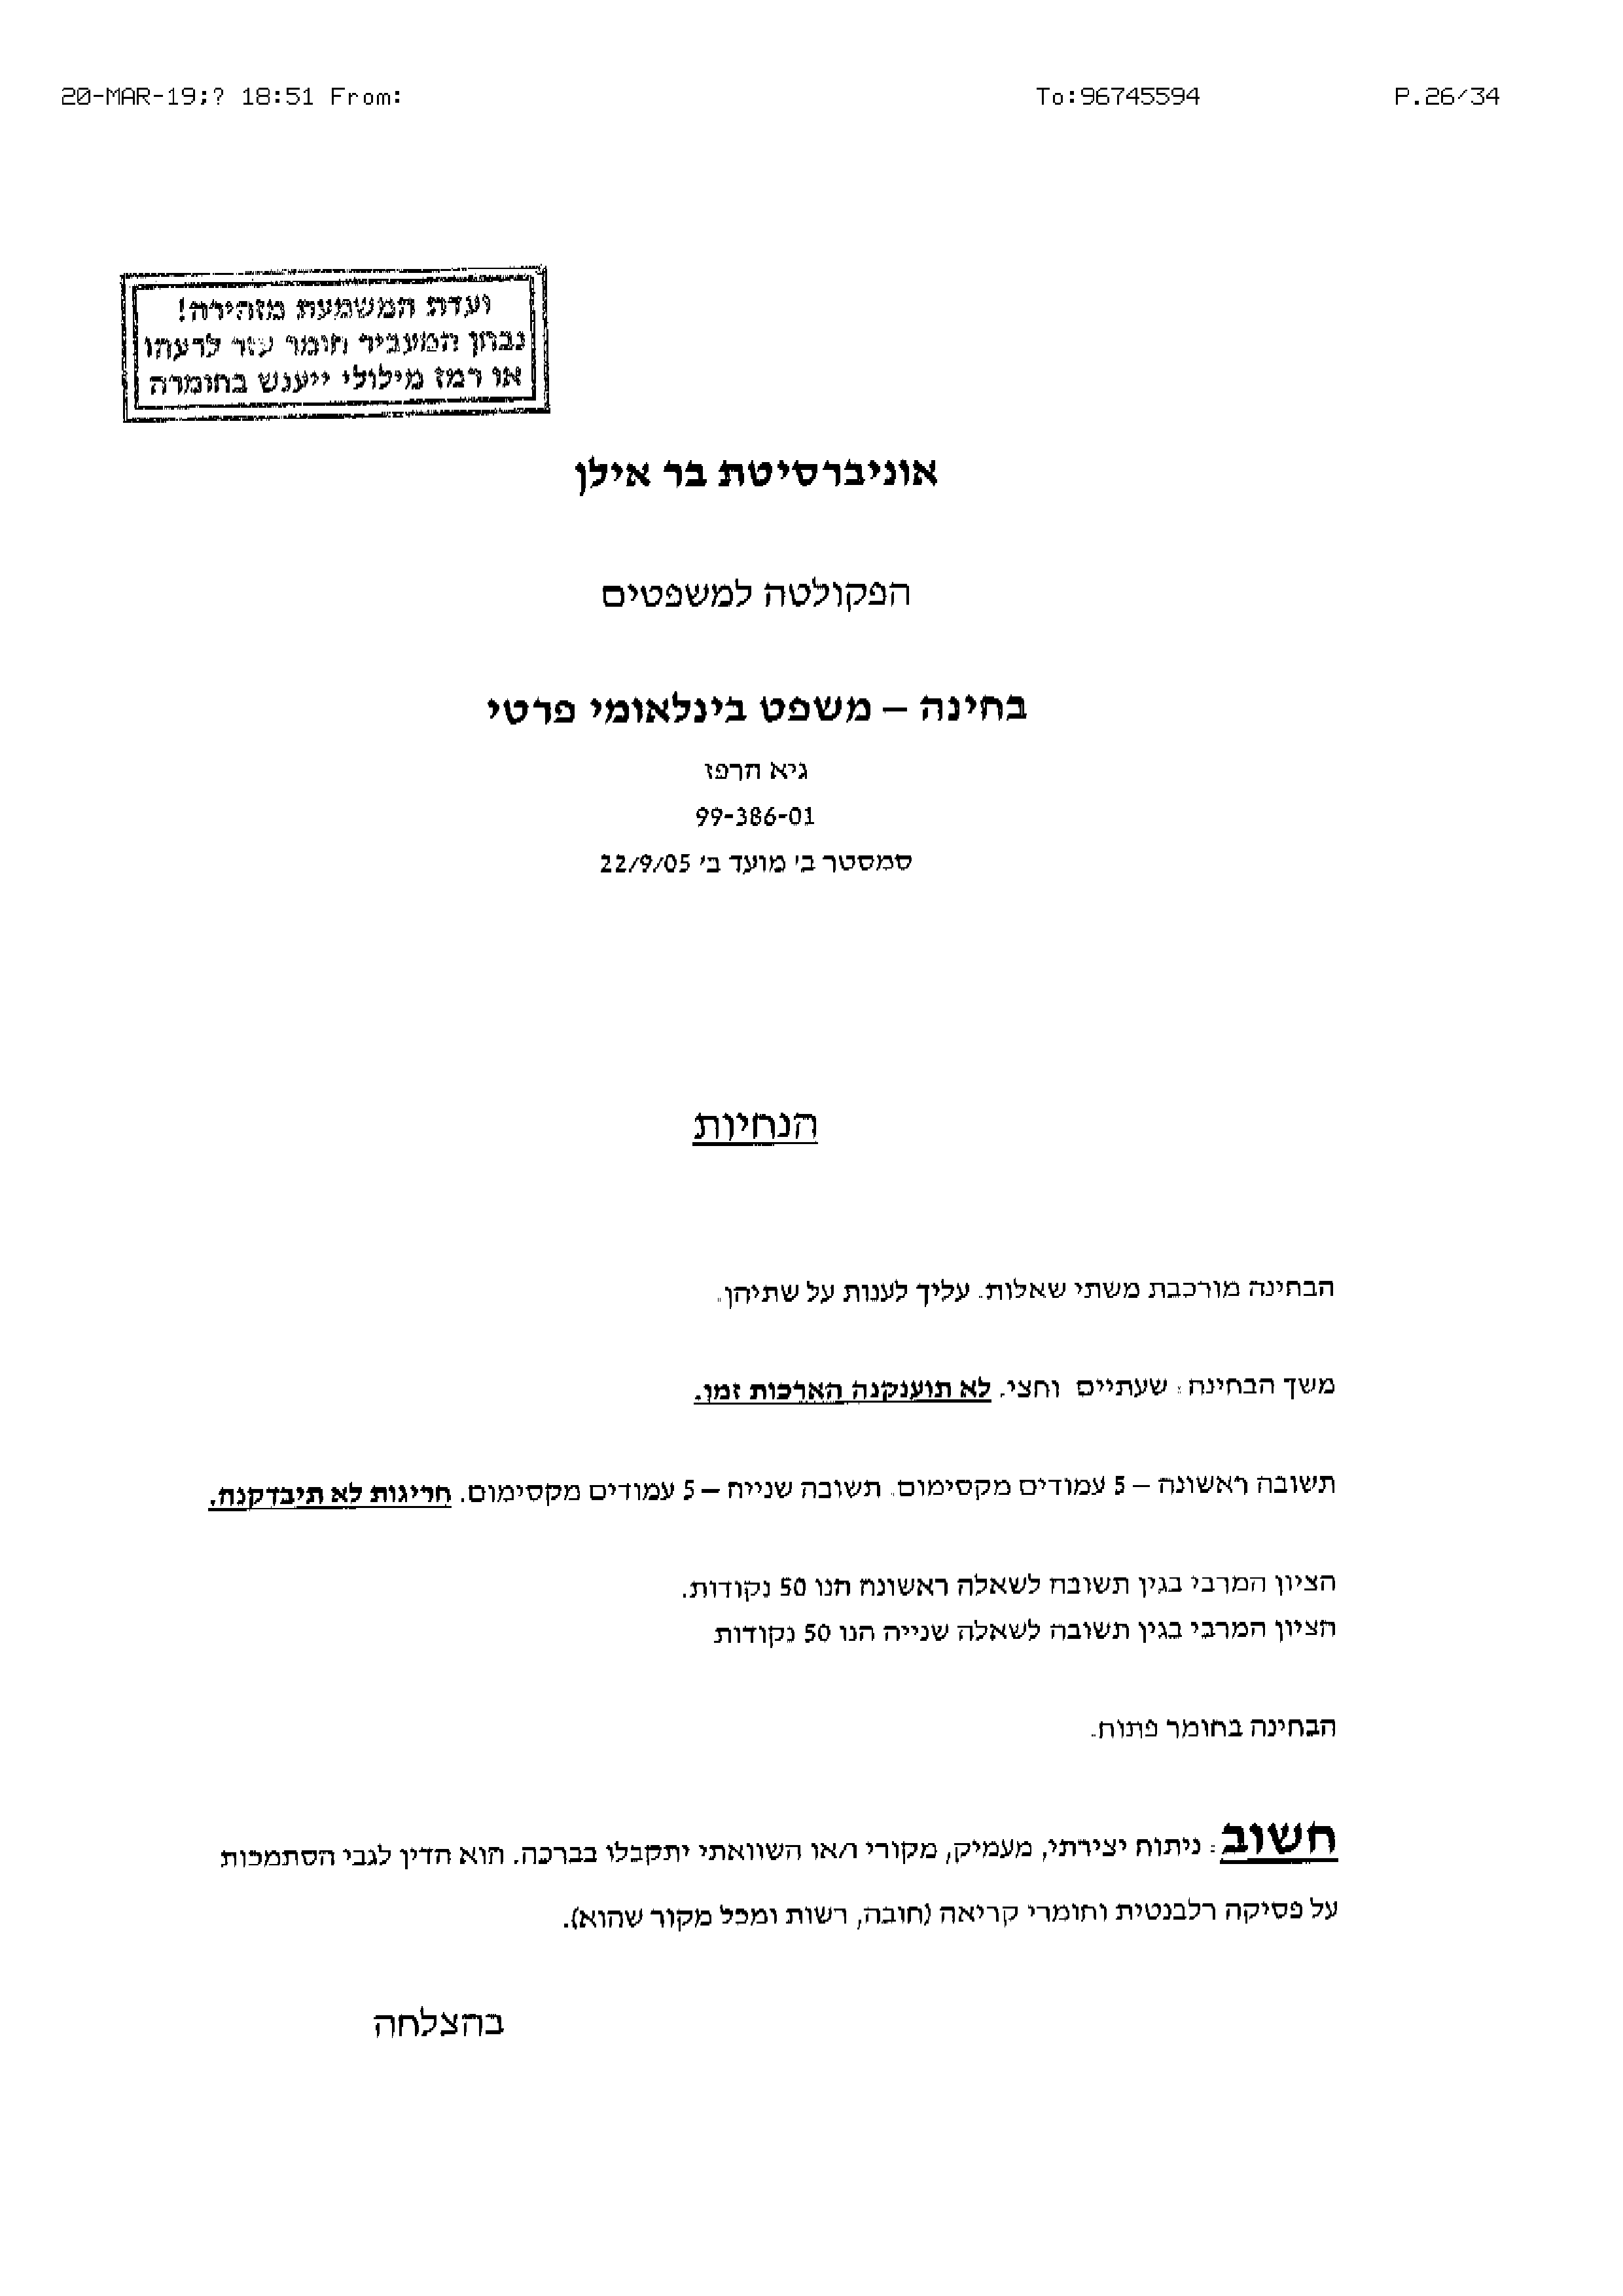 20-MAR-19;? 18:51 From: To:96745594 P.26/34
ועדת המשמעת מזהירה!
נבחן המעביר חומר עזר לרעהו
או רמז מילולי ייענש בחומרה
אוניברסיטת בר אילן
הפקולטה למשפטים
בחינה – משפט בינלאומי פרטי
גיא חרפז
99-386-01
סמסטר ב׳ מועד ב׳ 22/9/05
הנחיות
הבחינה מורכבת משתי שאלות. עליך לענות על שתיהן.
משך הבחינה: שעתיים וחצי. לא תוענקנה הארכות זמן.
תשובה ראשונה – 5 עמודים מקסימום. תשובה שנייה – 5 עמודים מקסימום. חריגות לא תיבדקנה.
הציון המרבי בגין תשובה לשאלה ראשונה הנו 50 נקודות.
הציון המרבי בגין תשובה לשאלה שנייה הנו 50 נקודות
הבחינה בחומר פתוח.
חשוב: ניתוח יצירתי, מעמיק, מקורי ו/או השוואתי יתקבלו בברכה. הוא הדין לגבי הסתמכות
על פסיקה רלבנטית וחומרי קריאה (חובה, רשות ומכל מקור שהוא).
בהצלחה